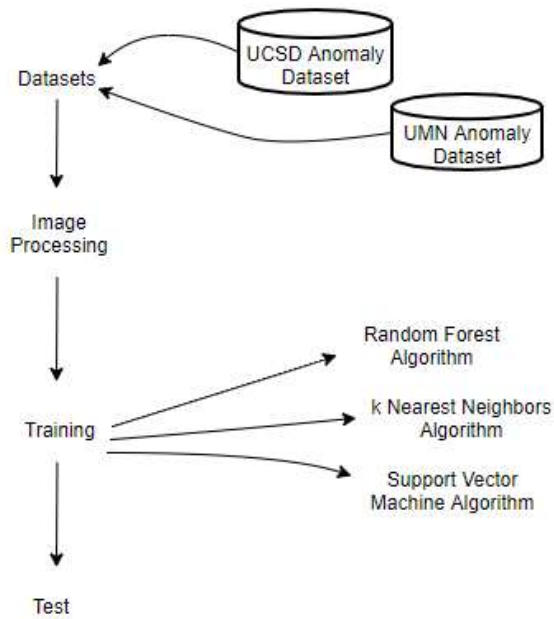 UCSD Anomaly
Dataset
Datasets
UMN Anomaly
Dataset
Image
Processing
Random Forest
Algorithm
k Nearest Neighbors
Algorithm
Training
Support Vector
Machine Algorithm
Test